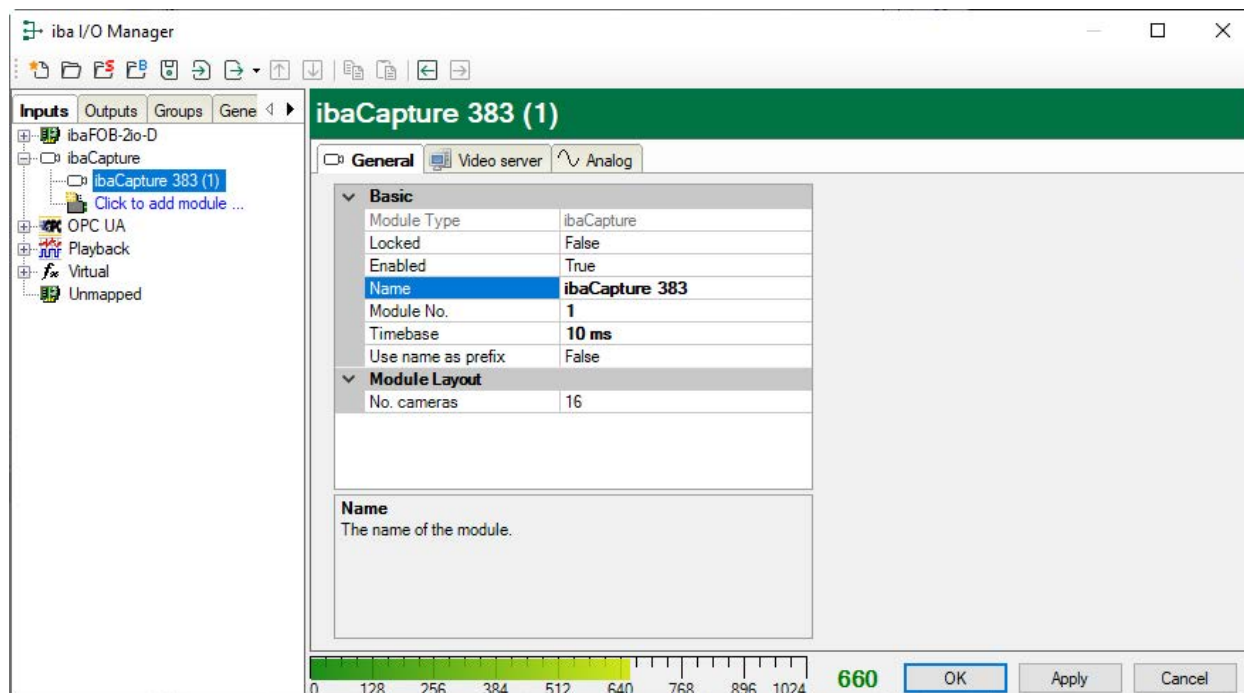 iba I/O Manager
Inputs Outputs Groups Gene
ibaFOB-2io-D
ibaCapture
ibaCapture 383 (1)
Click to add module ...
OPC UA
Playback
Virtual
Unmapped
ibaCapture 383 (1)
General Video server Analog
Basic
Module Type ibaCapture
Locked False
Enabled True
Name ibaCapture 383
Module No. 1
Timebase 10 ms
Use name as prefix False
Module Layout
No. cameras 16
Name
The name of the module.
0 128 256 384 512 640 768 896 1024
660 OK Apply Cancel